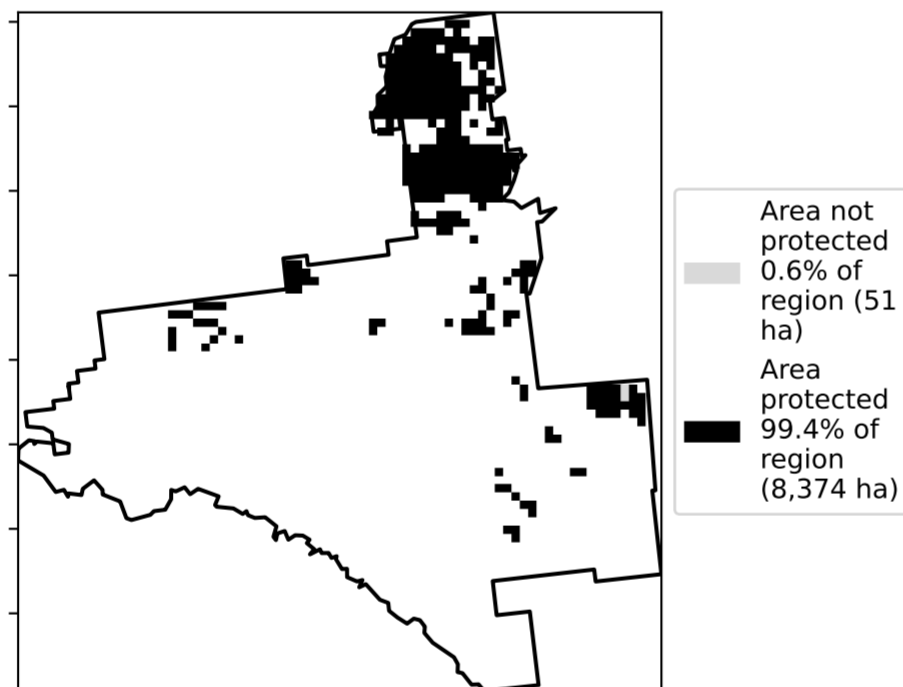 Area not
protected
0.6% of
region (51
ha)
Area
protected
99.4% of
region
(8,374 ha)